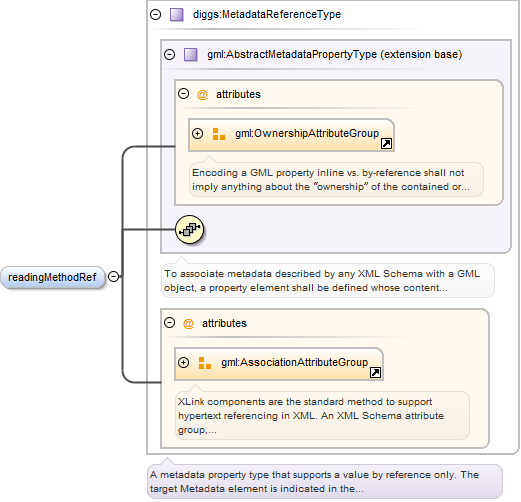 diggs:MetadataReferenceType
gml:AbstractMetadataPropertyType (extension base)
@ attributes
gml:OwnershipAttributeGroup
Encoding a GML property inline vs. by-reference shall not
imply anything about the "ownership" of the contained or...
readingMethodRef
To associate metadata described by any XML Schema with a GML
object, a property element shall be defined whose content...
@ attributes
gml:AssociationAttributeGroup
XLink components are the standard method to support
hypertext referencing in XML. An XML Schema attribute
group,...
A metadata property type that supports a value by reference only. The
target Metadata element is indicated in the...